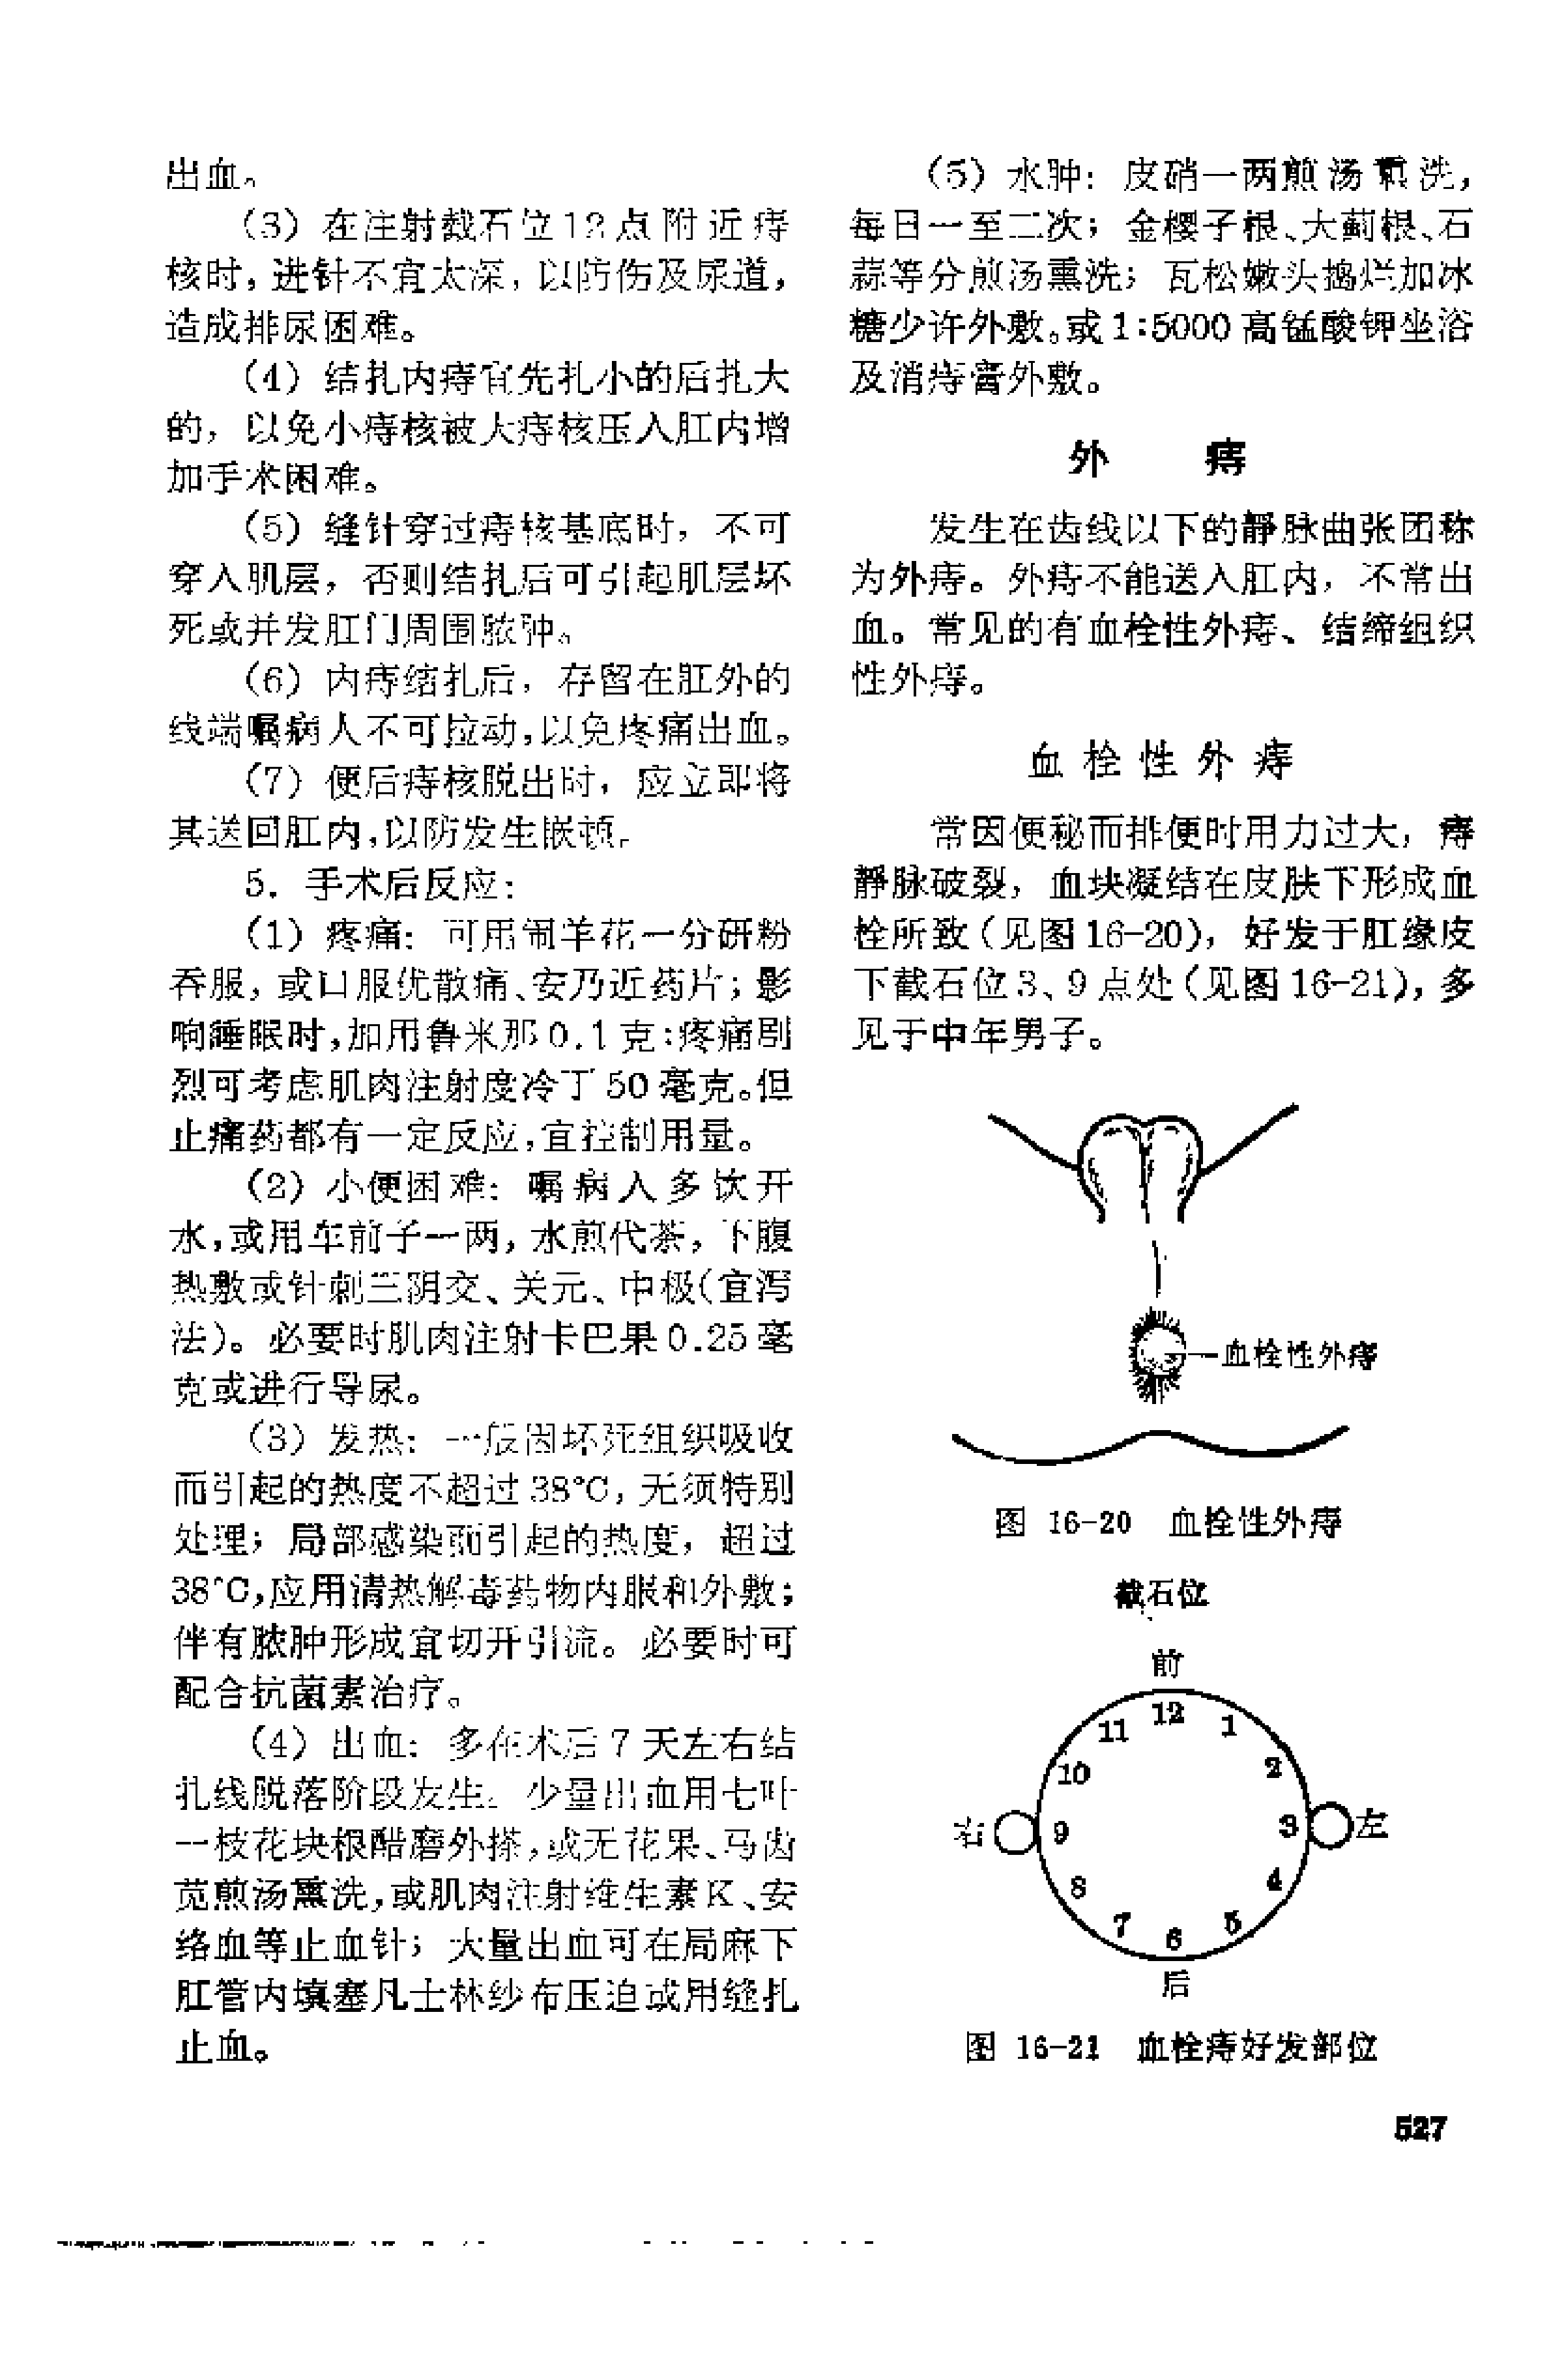 出血。
（3）在注射截石位12点附近痔
核时，进针不宜太深，以防伤及尿道，
造成排尿困难。
（4）结扎内痔宜先扎小的后扎大
的，以免小痔核被大痔核压入肛内增
加手术困难。
（5）缝针穿过痔核基底时，不可
穿入肌层，否则结扎后可引起肌层坏
死或并发肛门周围脓肿。
（6）内痔结扎后，存留在肛外的
线端嘱病人不可拉动，以免疼痛出血。
（7）便后痔核脱出时，应立即将
其送回肛内，以防发生嵌顿。
5．手术后反应：
（1）疼痛：可用闹羊花一分研粉
吞服，或口服优散痛、安乃近药片；影
响睡眠时，加用鲁米那0.1克；疼痛剧
烈可考虑肌肉注射度冷丁50毫克。但
止痛药都有一定反应，宜控制用量。
（2）小便困难：嘱病人多饮开
水，或用车前子一两，水煎代茶，下腹
热敷或针刺三阴交、关元、中极（宜泻
法）。必要时肌肉注射卡巴果0.25毫
克或进行导尿。
（3）发热：一般因坏死组织吸收
而引起的热度不超过38°C，无须特别
处理；局部感染而引起的热度，超过
38°C，应用清热解毒药物内服和外敷；
伴有脓肿形成宜切开引流。必要时可
配合抗菌素治疗。
（4）出血：多在术后7天左右结
扎线脱落阶段发生。少量出血用七叶
一枝花块根醋磨外搽，或无花果、马齿
苋煎汤熏洗，或肌肉注射维生素K、安
络血等止血针；大量出血可在局麻下
肛管内填塞凡士林纱布压迫或用缝扎
止血。
（5）水肿：皮硝一两煎汤熏洗，
每日一至二次；金樱子根、大蓟根、石
蒜等分煎汤熏洗；瓦松嫩头捣烂加冰
糖少许外敷。或1:5000高锰酸钾坐浴
及消痔膏外敷。
外 痔
发生在齿线以下的静脉曲张团称
为外痔。外痔不能送入肛内，不常出
血。常见的有血栓性外痔、结缔组织
性外痔。
血栓性外痔
常因便秘而排便时用力过大，痔
静脉破裂，血块凝结在皮肤下形成血
栓所致（见图16-20），好发于肛缘皮
下截石位3、9点处（见图16-21），多
见于中年男子。
血栓性外痔
图 16-20 血栓性外痔
截石位
前
12
11 1
10 2
右 9 3 左
8 4
7 6 5
后
图 16-21 血栓痔好发部位
527